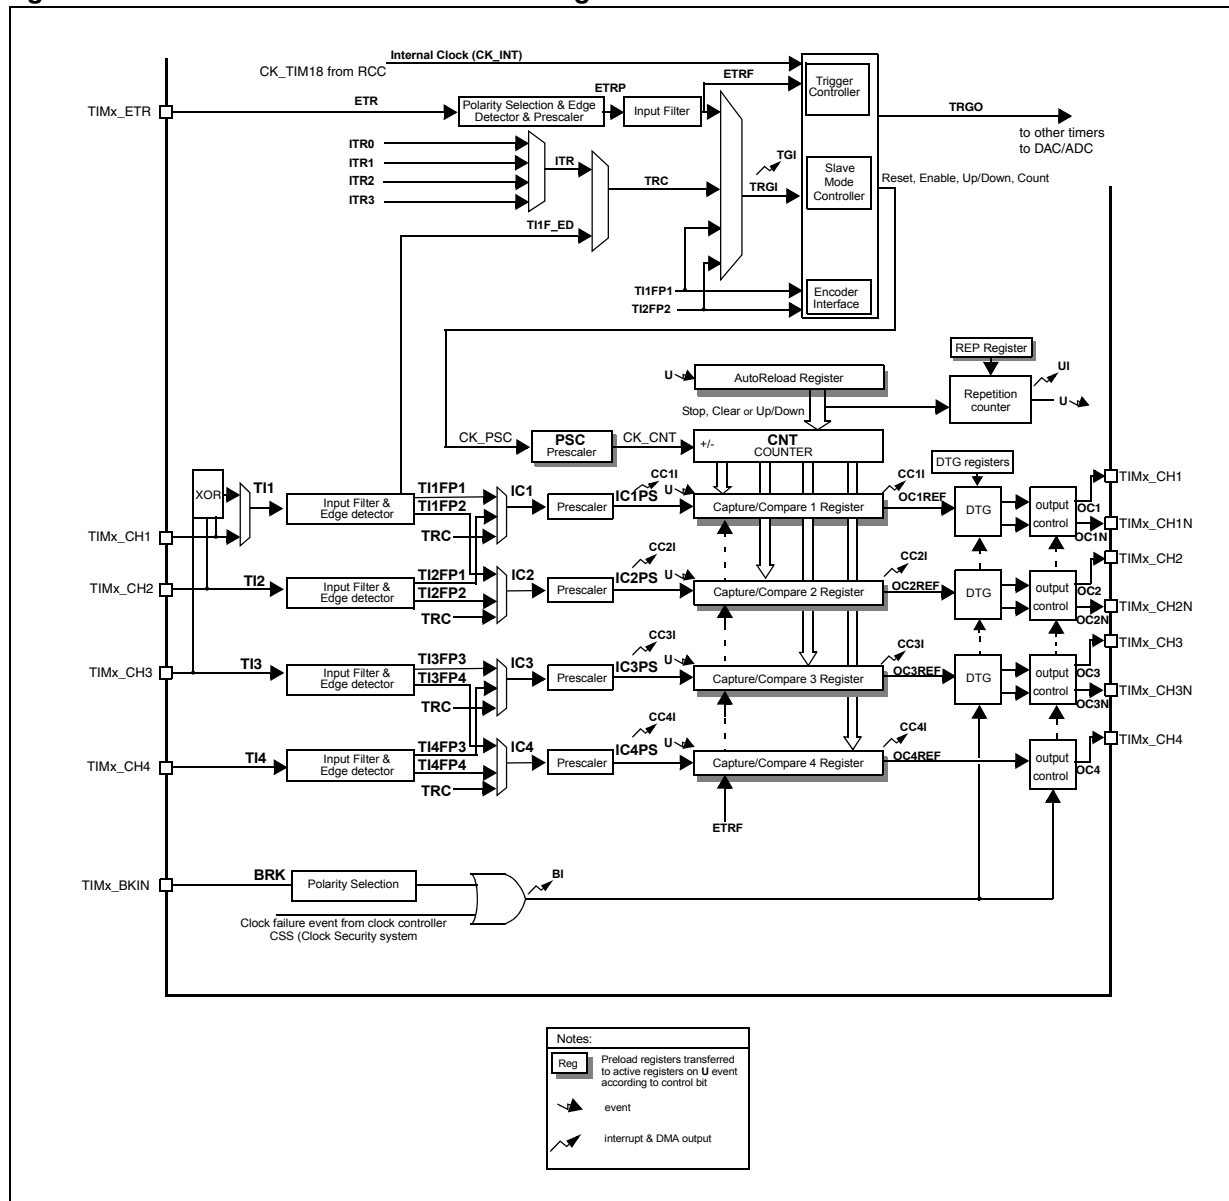 Internal Clock (CK_INT)
CK_TIM18 from RCC
ETRF
Trigger
Controller
ETRP
TIMx_ETR
ETR
Polarity Selection & Edge
Detector & Prescaler
Input Filter
TRGO
to other timers
to DAC/ADC
ITR0
ITR1
ITR2
ITR3
ITR
TRC
TGI
TRGI
Slave
Mode
Controller
Reset, Enable, Up/Down, Count
TI1F_ED
TI1FP1
TI2FP2
Encoder
Interface
REP Register
U
AutoReload Register
UI
Repetition
counter
U
Stop, Clear or Up/Down
CK_PSC
PSC
Prescaler
CK_CNT
+/-
CNT
COUNTER
DTG registers
XOR
TI1
Input Filter &
Edge detector
TI1FP1
TI1FP2
TRC
IC1
Prescaler
CC1I
IC1PS
U
Capture/Compare 1 Register
CC1I
OC1REF
DTG
output
control
OC1
OC1N
TIMx_CH1
TIMx_CH1N
TIMx_CH1
TIMx_CH2
TI2
Input Filter &
Edge detector
TI2FP1
TI2FP2
TRC
IC2
Prescaler
CC2I
IC2PS
U
Capture/Compare 2 Register
CC2I
OC2REF
DTG
output
control
OC2
OC2N
TIMx_CH2
TIMx_CH2N
TIMx_CH3
TI3
Input Filter &
Edge detector
TI3FP3
TI3FP4
TRC
IC3
Prescaler
CC3I
IC3PS
U
Capture/Compare 3 Register
CC3I
OC3REF
DTG
output
control
OC3
OC3N
TIMx_CH3
TIMx_CH3N
TIMx_CH4
TI4
Input Filter &
Edge detector
TI4FP3
TI4FP4
TRC
IC4
Prescaler
CC4I
IC4PS
U
Capture/Compare 4 Register
CC4I
OC4REF
output
control
OC4
TIMx_CH4
ETRF
TIMx_BKIN
BRK
Polarity Selection
BI
Clock failure event from clock controller
CSS (Clock Security system
Notes:
Reg
Preload registers transferred
to active registers on U event
according to control bit
event
interrupt & DMA output